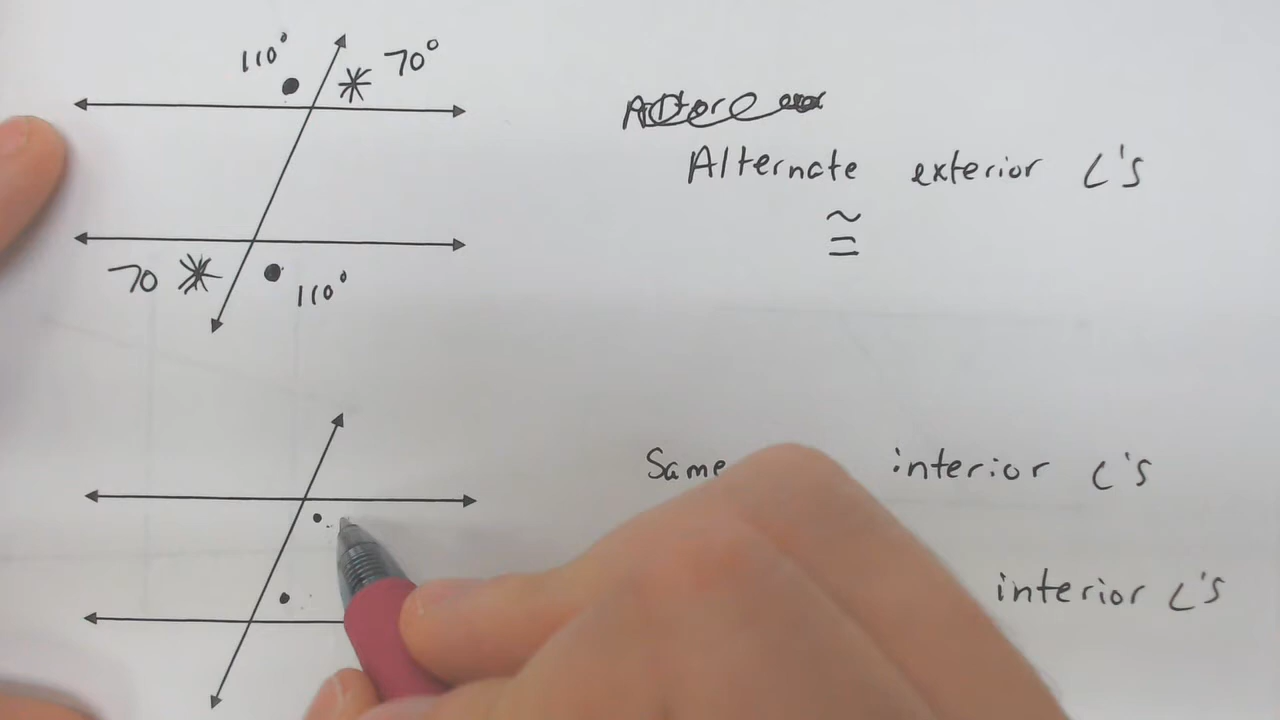 110°
70°
Alternate exterior ∠'s
≅
70
110°
Same interior ∠'s
interior ∠'s